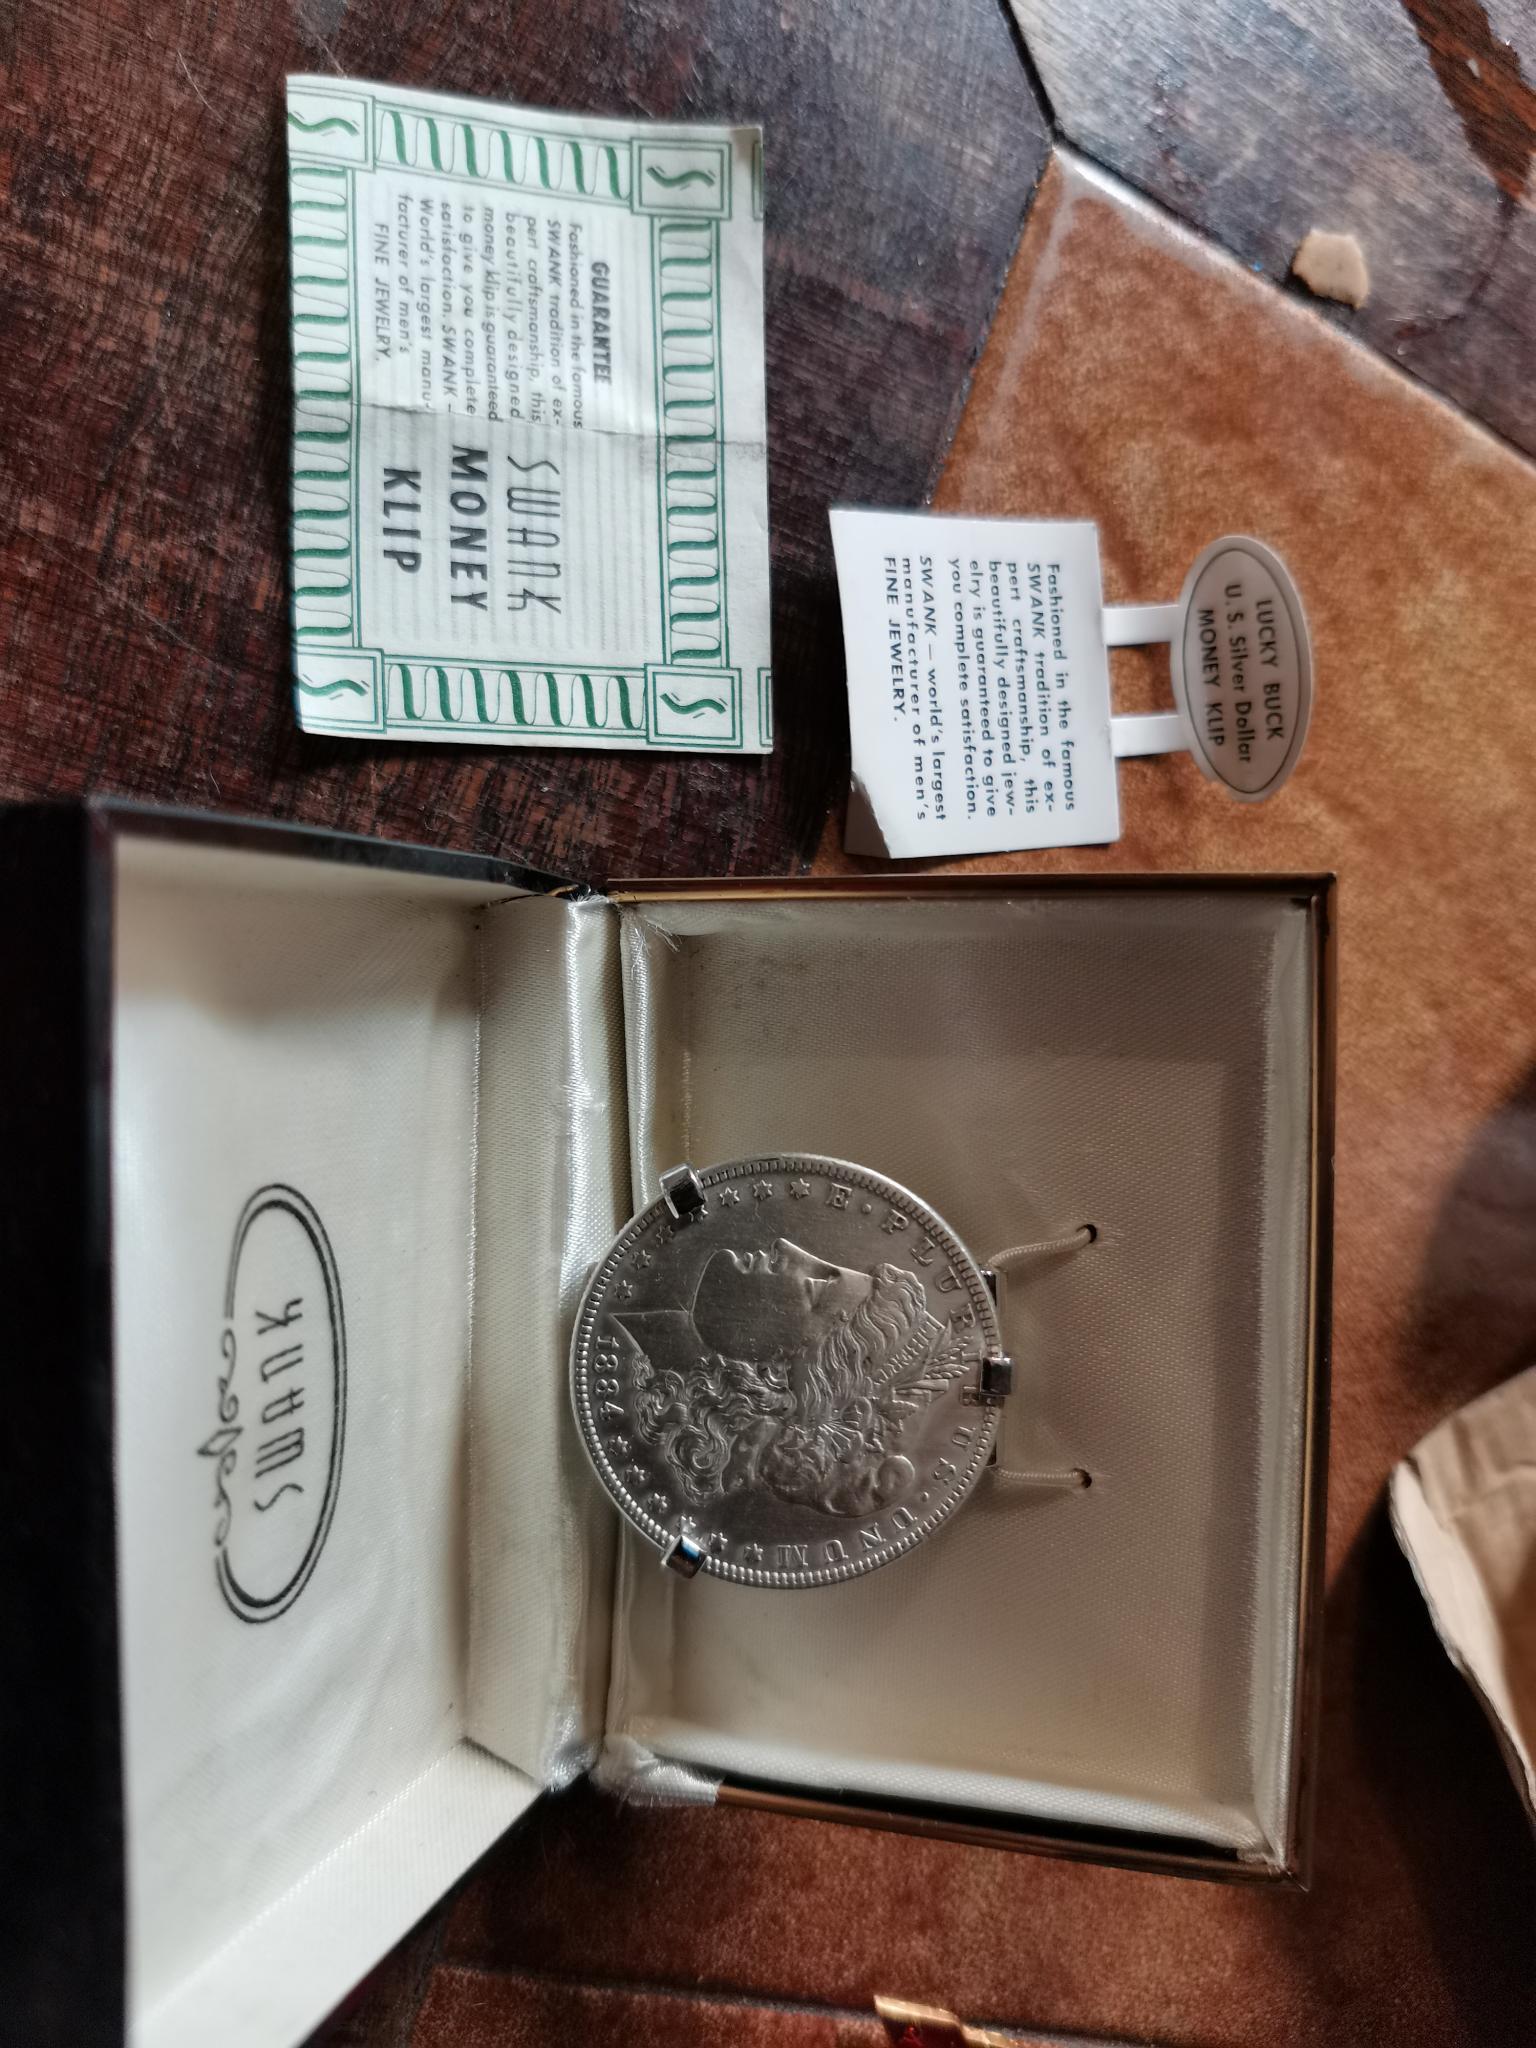 GUARANTEE
Fashioned in the famous
SWANK tradition of ex-
pert craftsmanship, this
beautifully designed
money klip is guaranteed
to give you complete
satisfaction. SWANK —
World's largest manu-
facturer of men's
FINE JEWELRY.
SWANK
MONEY
KLIP
LUCKY BUCK
U. S. Silver Dollar
MONEY KLIP
Fashioned in the famous
SWANK tradition of ex-
pert craftsmanship, this
beautifully designed jew-
elry is guaranteed to give
you complete satisfaction.
SWANK — world's largest
manufacturer of men's
FINE JEWELRY.
E·PLURIBUS·UNUM
LIBERTY
1884
SWANK